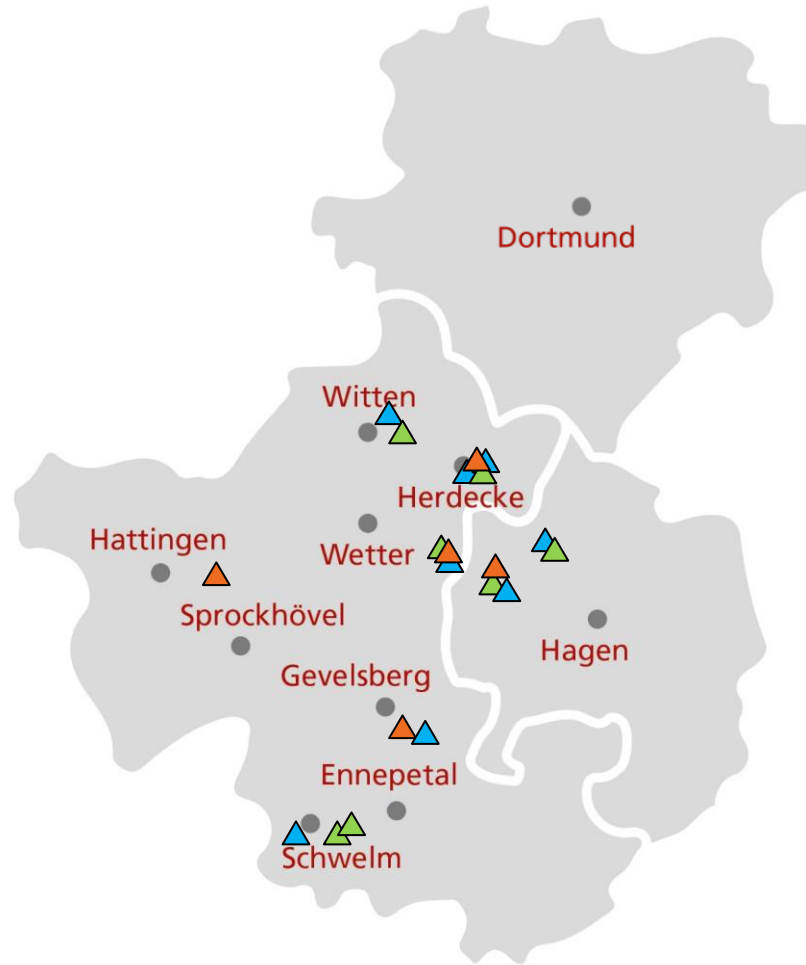 Dortmund
Witten
Herdecke
Hattingen
Wetter
Sprockhövel
Hagen
Gevelsberg
Ennepetal
Schwelm